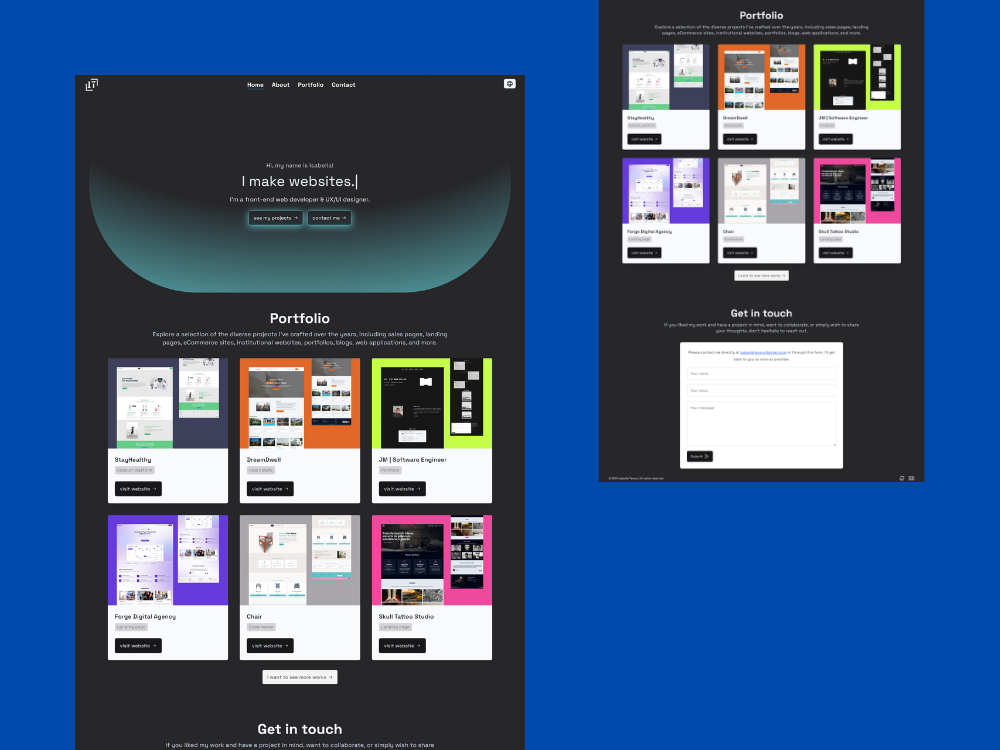 Home About Portfolio Contact
Hi, my name is Isabella!
I make websites.|
I'm a front-end web developer & UX/UI designer.
see my projects →
contact me →
Portfolio
Explore a selection of the diverse projects I've crafted over the years, including sales pages, landing
pages, eCommerce sites, institutional websites, portfolios, blogs, web applications, and more.
StayHealthy
visit website →
DreamDwell
Real Estate
visit website →
JM | Software Engineer
Portfolio
visit website →
Forge Digital Agency
Landing page
visit website →
Chair
Ecommerce
visit website →
Skull Tattoo Studio
Landing page
visit website →
I want to see more works →
Get in touch
If you liked my work and have a project in mind, want to collaborate, or simply wish to share
Portfolio
Explore a selection of the diverse projects I've crafted over the years, including sales pages, landing
pages, eCommerce sites, institutional websites, portfolios, blogs, web applications, and more.
StayHealthy
visit website →
DreamDwell
Real Estate
visit website →
JM | Software Engineer
Portfolio
visit website →
Forge Digital Agency
Landing page
visit website →
Chair
Ecommerce
visit website →
Skull Tattoo Studio
Landing page
visit website →
I want to see more works →
Get in touch
If you liked my work and have a project in mind, want to collaborate, or simply wish to share
your thoughts, don't hesitate to reach out.
Please contact me directly at or through this form, I'll get
back to you as soon as possible.
Your name
Your email
Your message
Submit
All rights reserved.